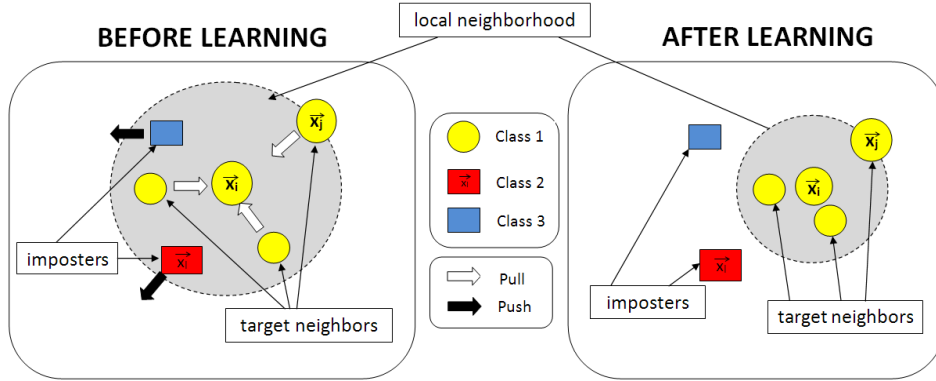 local neighborhood
BEFORE LEARNING
AFTER LEARNING
x⃗j
x⃗i
x⃗l
imposters
target neighbors
Class 1
x⃗l
Class 2
Class 3
Pull
Push
x⃗j
x⃗i
x⃗l
imposters
target neighbors